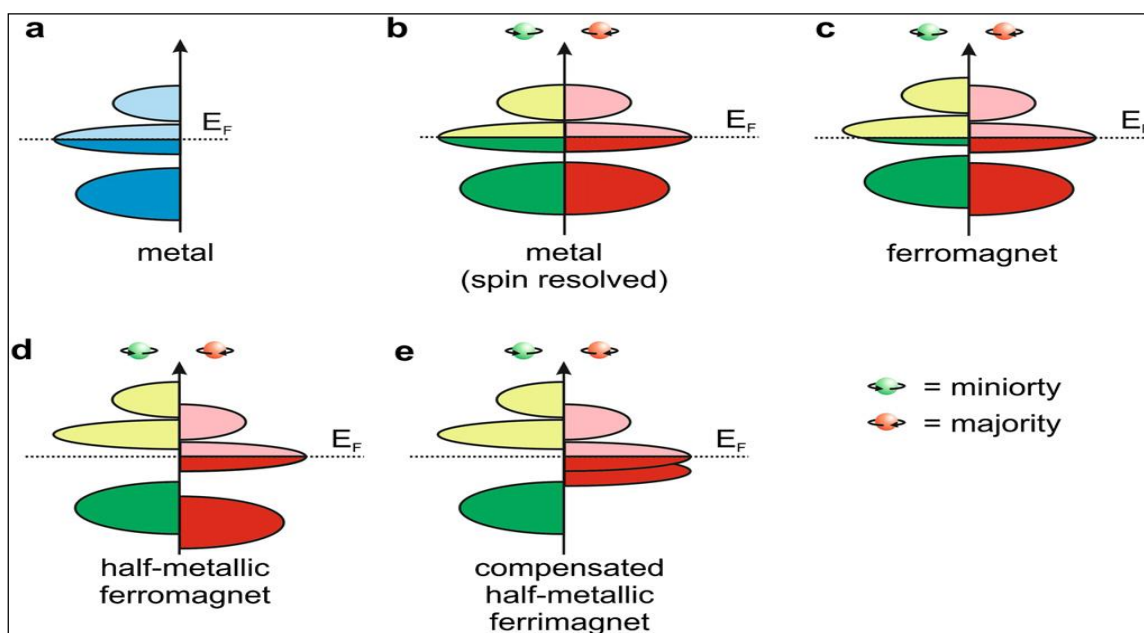 a
E_F
metal
b
E_F
metal
(spin resolved)
c
E_F
ferromagnet
d
E_F
half-metallic
ferromagnet
e
E_F
compensated
half-metallic
ferrimagnet
= miniorty
= majority